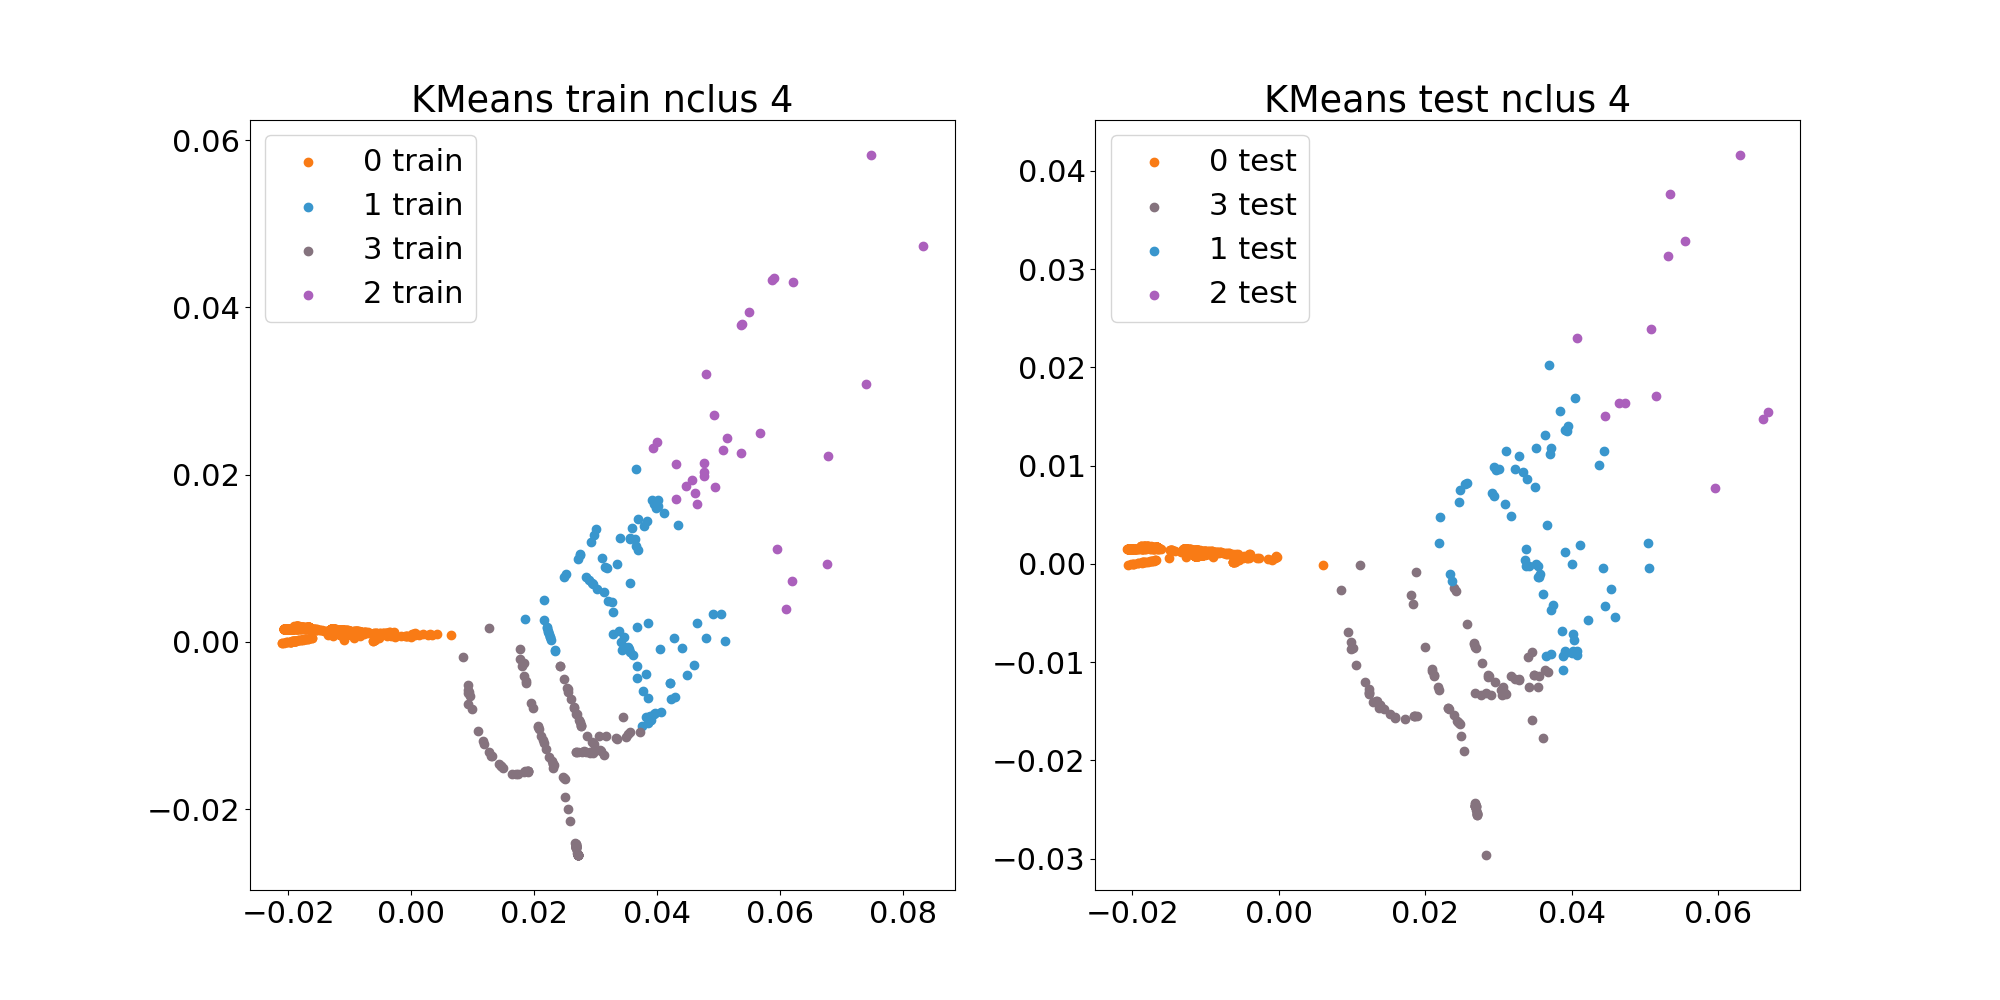 KMeans train nclus 4
0.06
0.04
0.02
0.00
−0.02
0 train
1 train
3 train
2 train
−0.02 0.00 0.02 0.04 0.06 0.08
KMeans test nclus 4
0.04
0.03
0.02
0.01
0.00
−0.01
−0.02
−0.03
0 test
3 test
1 test
2 test
−0.02 0.00 0.02 0.04 0.06